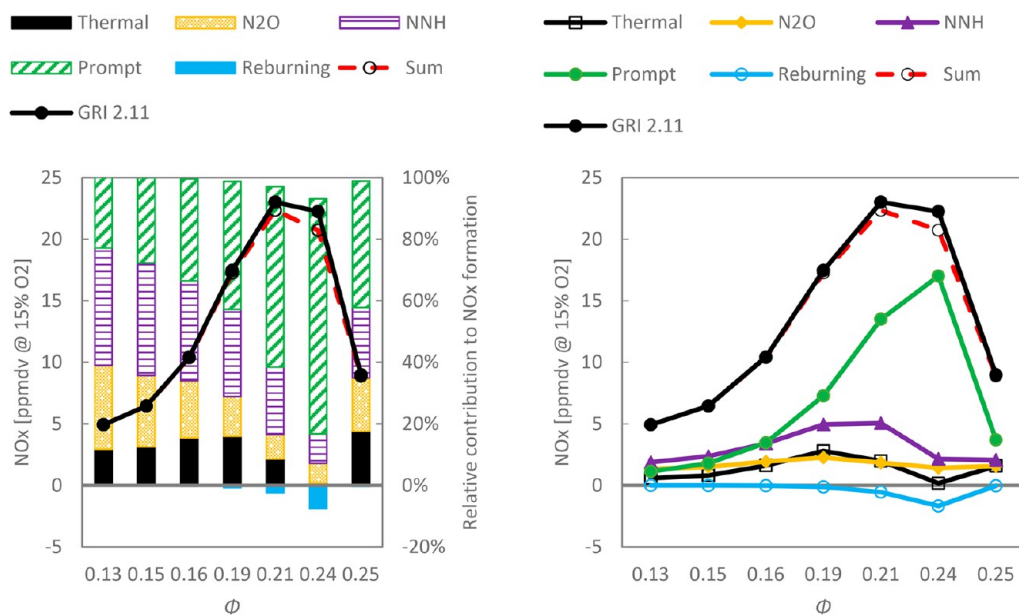 Thermal N2O NNH
Prompt Reburning Sum
GRI 2.11
NOx [ppmdv @ 15% O2]
25
20
15
10
5
0
-5
100%
80%
60%
40%
20%
0%
-20%
Relative contribution to NOx formation
0.13 0.15 0.16 0.19 0.21 0.24 0.25
Φ
Thermal N2O NNH
Prompt Reburning Sum
GRI 2.11
NOx [ppmdv @ 15% O2]
25
20
15
10
5
0
-5
0.13 0.15 0.16 0.19 0.21 0.24 0.25
Φ